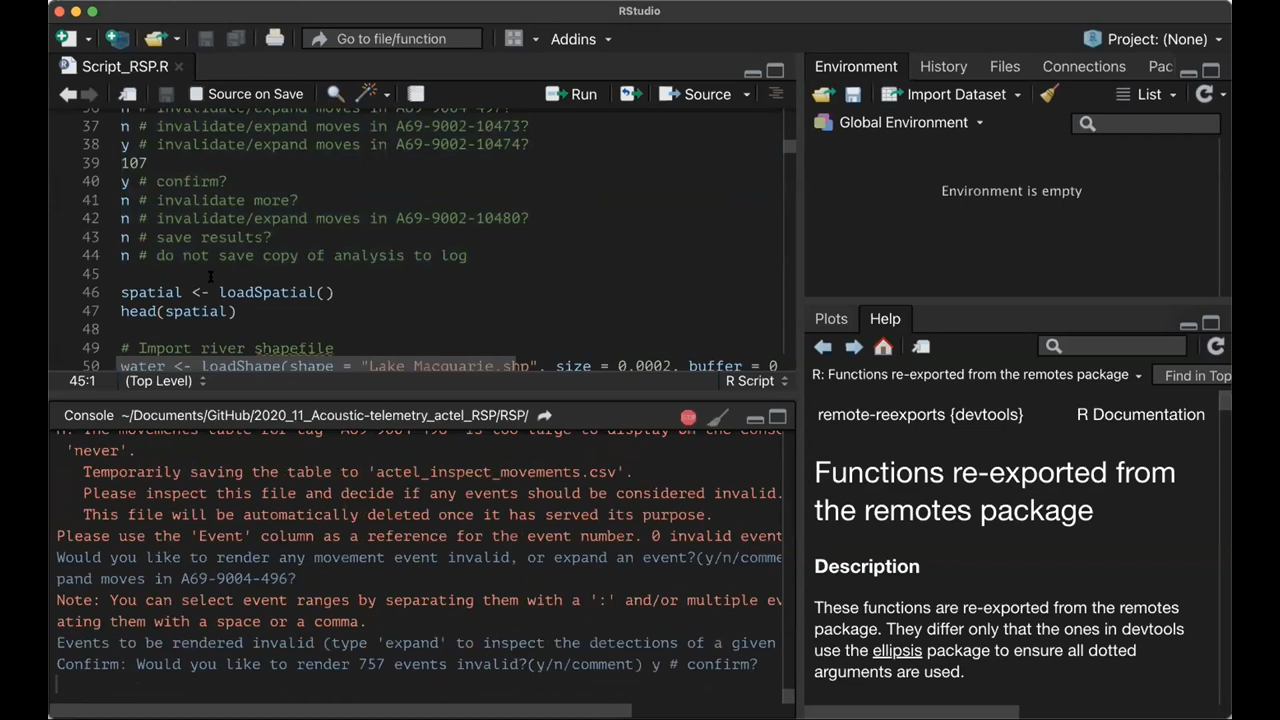 RStudio
Go to file/function
Addins
Project: (None)
Script_RSP.R
Source on Save
Run
Source
37 n # invalidate/expand moves in A69-9002-10473?
38 y # invalidate/expand moves in A69-9002-10474?
39 107
40 y # confirm?
41 n # invalidate more?
42 n # invalidate/expand moves in A69-9002-10480?
43 n # save results?
44 n # do not save copy of analysis to log
45
46 spatial <- loadSpatial()
47 head(spatial)
48
49 # Import river shapefile
50 water <- loadShape(shape = "Lake_Macquarie.shp", size = 0.0002, buffer = 0
45:1
(Top Level)
R Script
Console ~/Documents/GitHub/2020_11_Acoustic-telemetry_actel_RSP/RSP/
'never'.
Temporarily saving the table to 'actel_inspect_movements.csv'.
Please inspect this file and decide if any events should be considered invalid.
This file will be automatically deleted once it has served its purpose.
Please use the 'Event' column as a reference for the event number. 0 invalid event
Would you like to render any movement event invalid, or expand an event?(y/n/comme
pand moves in A69-9004-496?
Note: You can select event ranges by separating them with a ':' and/or multiple ev
ating them with a space or a comma.
Events to be rendered invalid (type 'expand' to inspect the detections of a given
Confirm: Would you like to render 757 events invalid?(y/n/comment) y # confirm?
Environment
History
Files
Connections
Pac
Import Dataset
List
Global Environment
Environment is empty
Plots
Help
R: Functions re-exported from the remotes package
Find in Top
remote-reexports {devtools}
R Documentation
Functions re-exported from
the remotes package
Description
These functions are re-exported from the remotes
package. They differ only that the ones in devtools
use the ellipsis package to ensure all dotted
arguments are used.